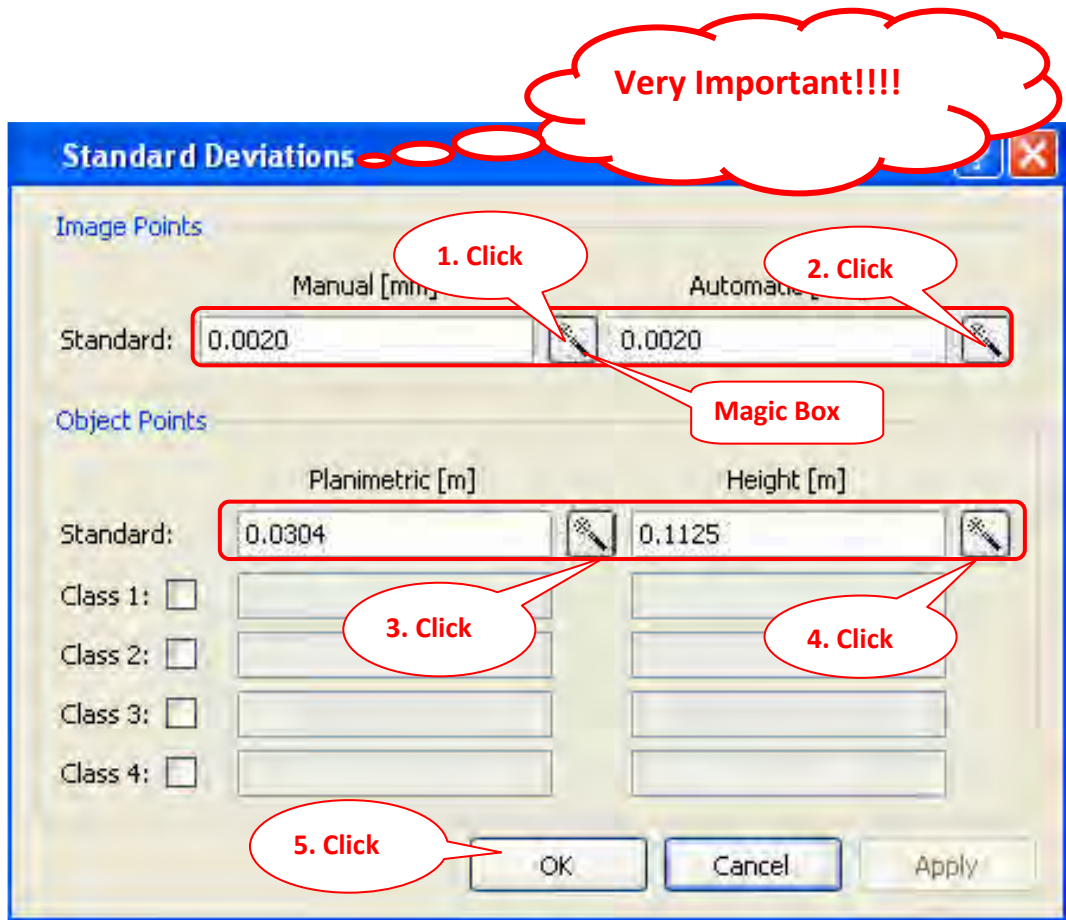 Very Important!!!!
Standard Deviations
Image Points
1. Click
2. Click
Manual [mm]
Standard: 0.0020 0.0020
Magic Box
Object Points
Planimetric [m] Height [m]
Standard: 0.0304 0.1125
Class 1:
3. Click
4. Click
Class 2:
Class 3:
Class 4:
5. Click
OK Cancel Apply